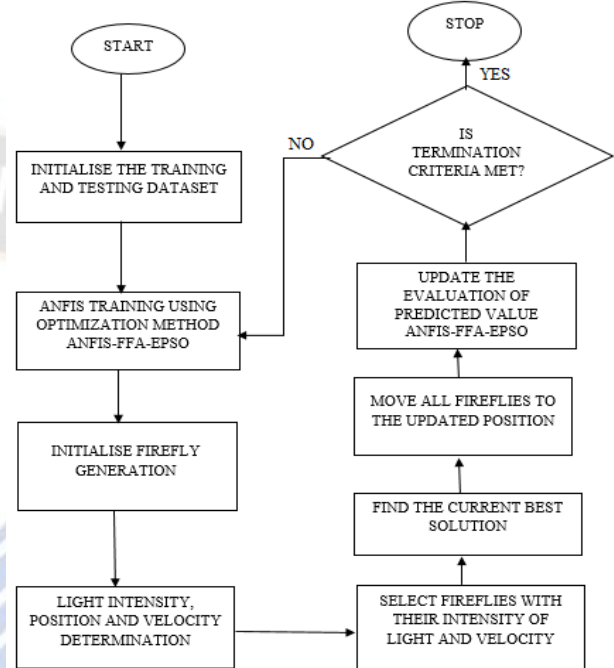 START
INITIALISE THE TRAINING
AND TESTING DATASET
ANFIS TRAINING USING
OPTIMIZATION METHOD
ANFIS-FFA-EPSO
INITIALISE FIREFLY
GENERATION
LIGHT INTENSITY,
POSITION AND VELOCITY
DETERMINATION
SELECT FIREFLIES WITH
THEIR INTENSITY OF
LIGHT AND VELOCITY
FIND THE CURRENT BEST
SOLUTION
MOVE ALL FIREFLIES TO
THE UPDATED POSITION
UPDATE THE
EVALUATION OF
PREDICTED VALUE
ANFIS-FFA-EPSO
IS
TERMINATION
CRITERIA MET?
NO
YES
STOP